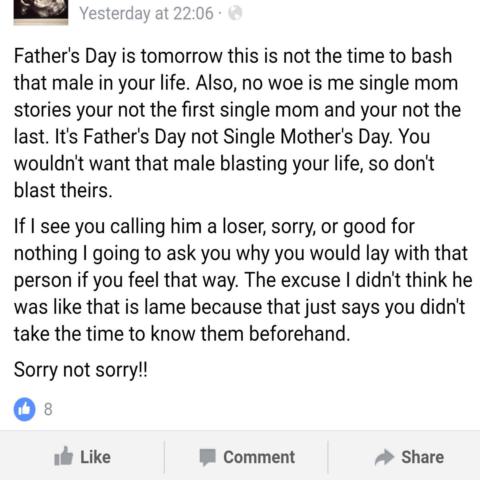 Yesterday at 22:06 ·
Father's Day is tomorrow this is not the time to bash
that male in your life. Also, no woe is me single mom
stories your not the first single mom and your not the
last. It's Father's Day not Single Mother's Day. You
wouldn't want that male blasting your life, so don't
blast theirs.
If I see you calling him a loser, sorry, or good for
nothing I going to ask you why you would lay with that
person if you feel that way. The excuse I didn't think he
was like that is lame because that just says you didn't
take the time to know them beforehand.
Sorry not sorry!!
8
Like Comment Share